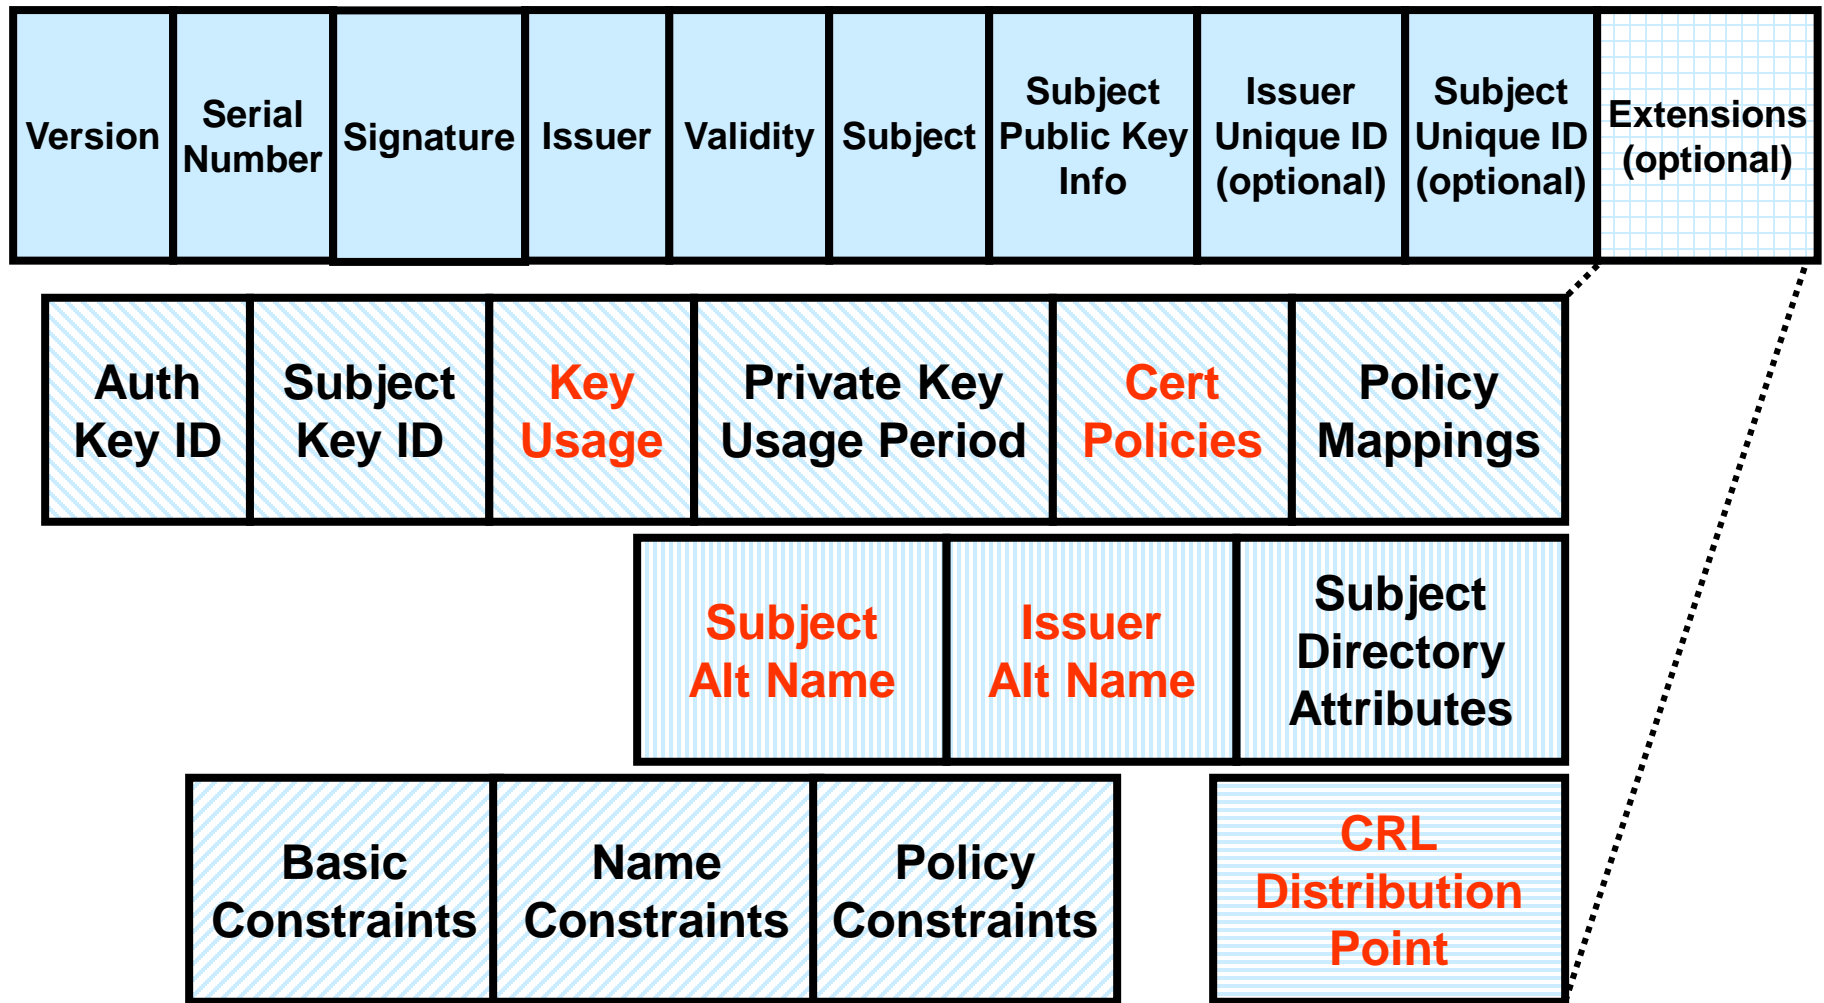 Version
Serial
Number
Signature
Issuer
Validity
Subject
Subject
Public Key
Info
Issuer
Unique ID
(optional)
Subject
Unique ID
(optional)
Extensions
(optional)
Auth
Key ID
Subject
Key ID
Key
Usage
Private Key
Usage Period
Cert
Policies
Policy
Mappings
Subject
Alt Name
Issuer
Alt Name
Subject
Directory
Attributes
Basic
Constraints
Name
Constraints
Policy
Constraints
CRL
Distribution
Point